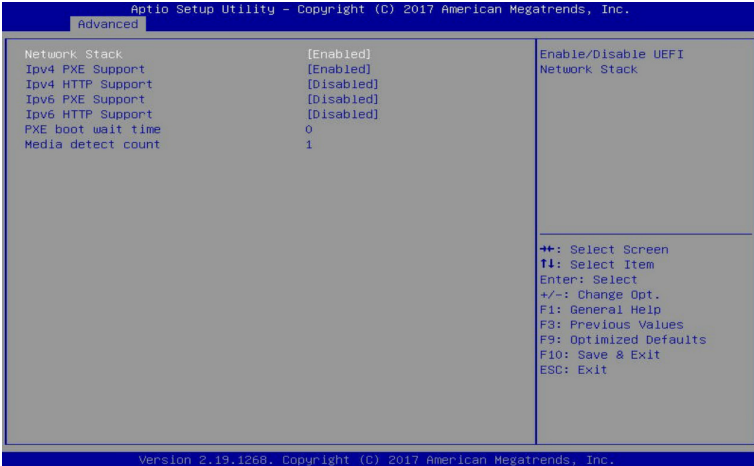 Aptio Setup Utility – Copyright (C) 2017 American Megatrends, Inc.
Advanced
Network Stack [Enabled]
Ipv4 PXE Support [Enabled]
Ipv4 HTTP Support [Disabled]
Ipv6 PXE Support [Disabled]
Ipv6 HTTP Support [Disabled]
PXE boot wait time 0
Media detect count 1
Enable/Disable UEFI
Network Stack
→←: Select Screen
↑↓: Select Item
Enter: Select
+/-: Change Opt.
F1: General Help
F3: Previous Values
F9: Optimized Defaults
F10: Save & Exit
ESC: Exit
Version 2.19.1268. Copyright (C) 2017 American Megatrends, Inc.